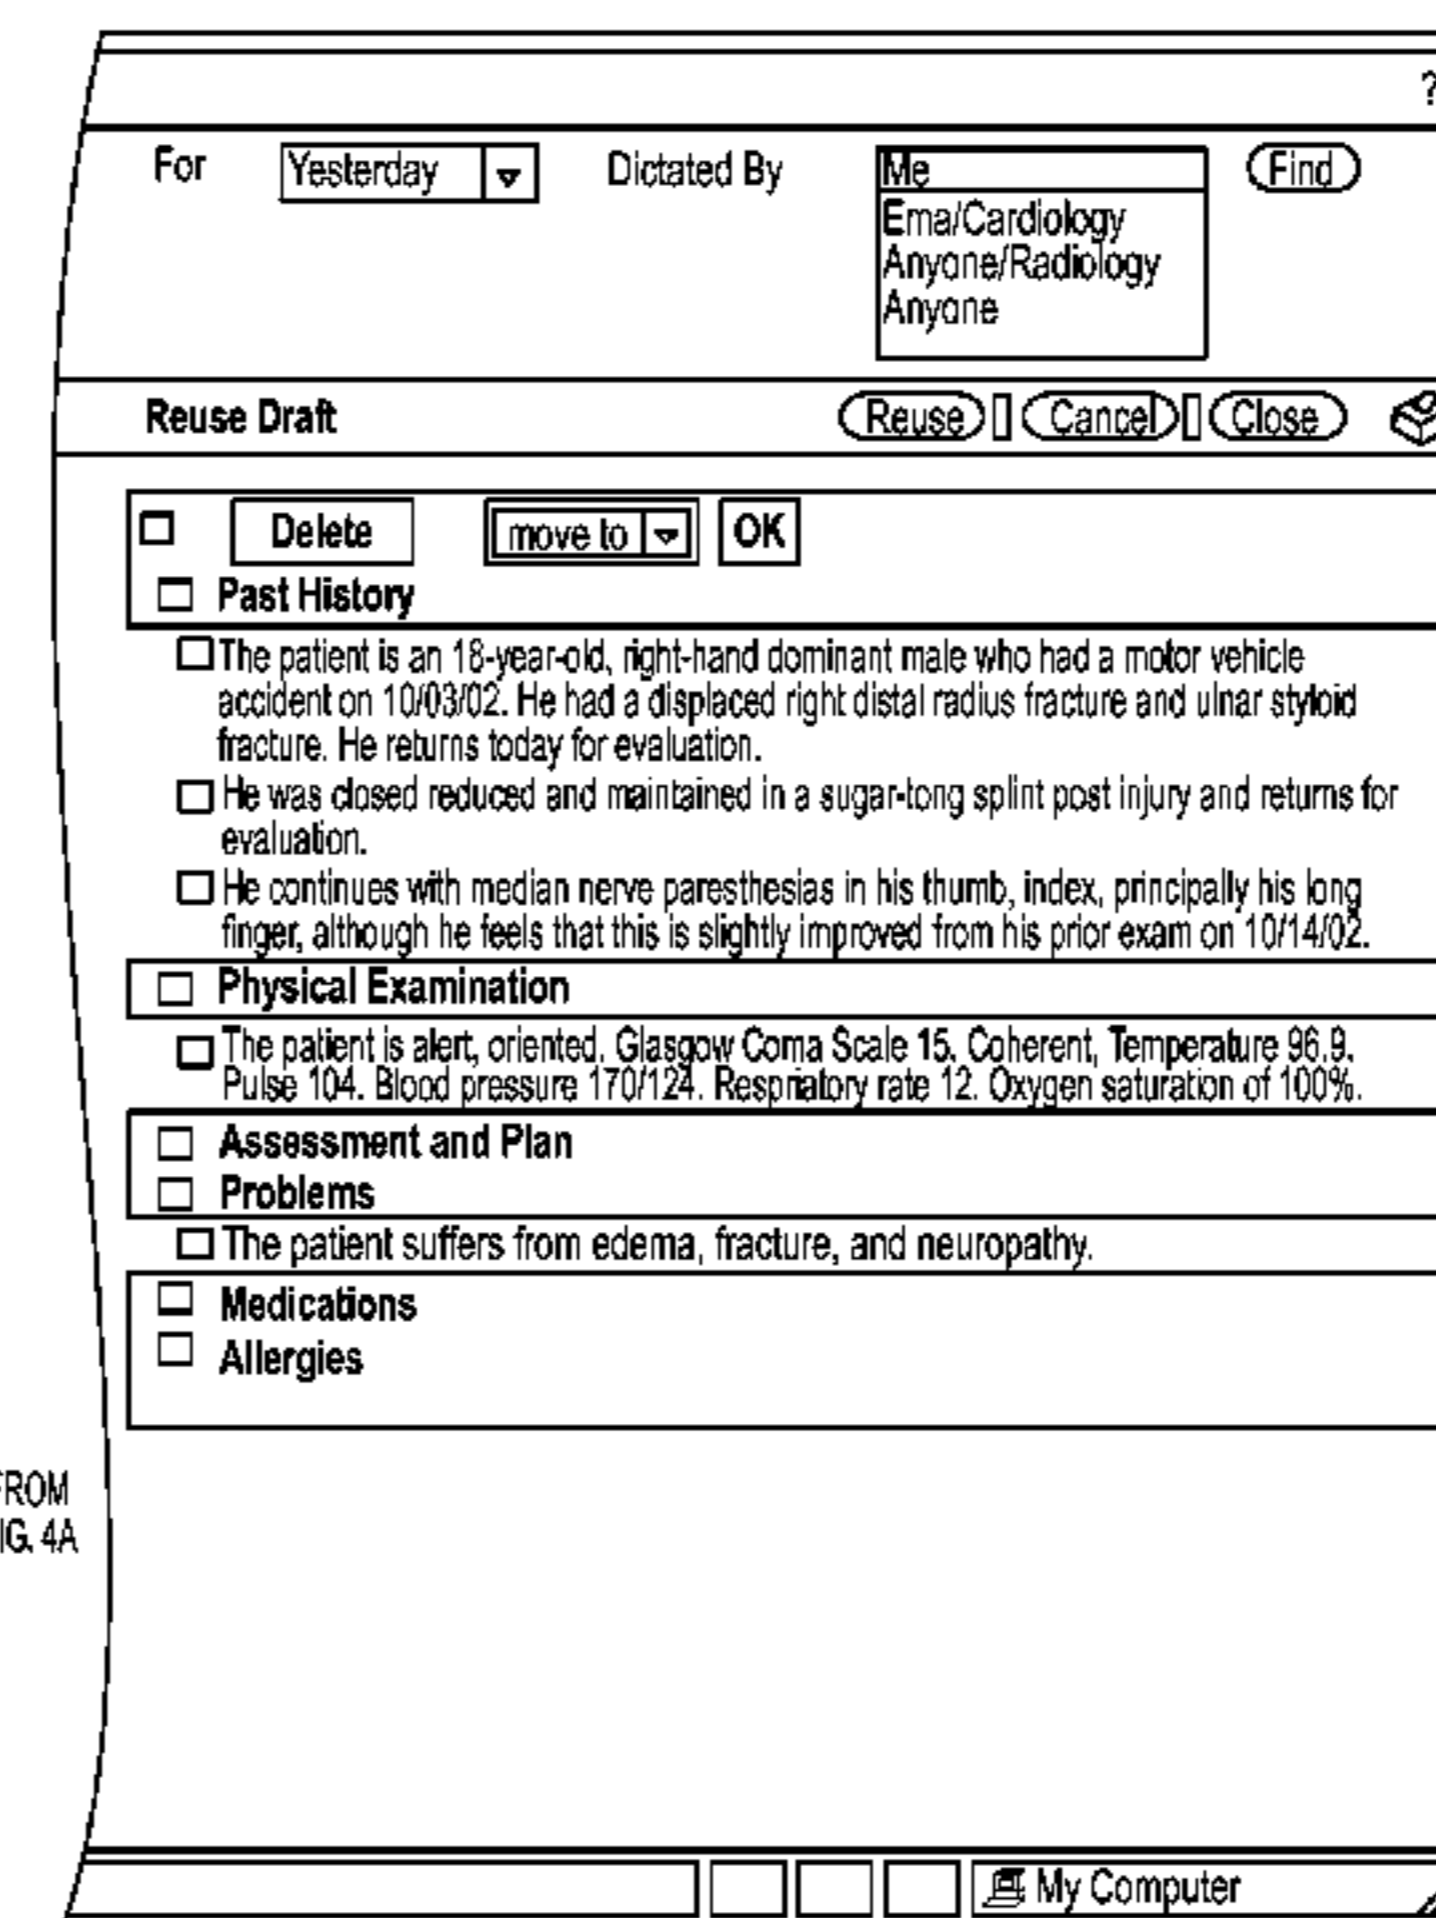 ?
For Yesterday Dictated By Me Find
Ema/Cardiology
Anyone/Radiology
Anyone
Reuse Draft Reuse Cancel Close
Delete move to OK
Past History
The patient is an 18-year-old, right-hand dominant male who had a motor vehicle
accident on 10/03/02. He had a displaced right distal radius fracture and ulnar styloid
fracture. He returns today for evaluation.
He was closed reduced and maintained in a sugar-tong splint post injury and returns for
evaluation.
He continues with median nerve paresthesias in his thumb, index, principally his long
finger, although he feels that this is slightly improved from his prior exam on 10/14/02.
Physical Examination
The patient is alert, oriented. Glasgow Coma Scale 15. Coherent, Temperature 96.9.
Pulse 104. Blood pressure 170/124. Respriatory rate 12. Oxygen saturation of 100%.
Assessment and Plan
Problems
The patient suffers from edema, fracture, and neuropathy.
Medications
Allergies
FROM
FIG. 4A
My Computer